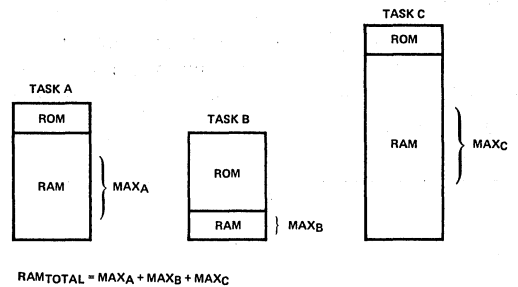 TASK C
ROM
RAM
MAXC
TASK A
ROM
RAM
MAXA
TASK B
ROM
RAM
MAXB
RAMTOTAL = MAXA + MAXB + MAXC